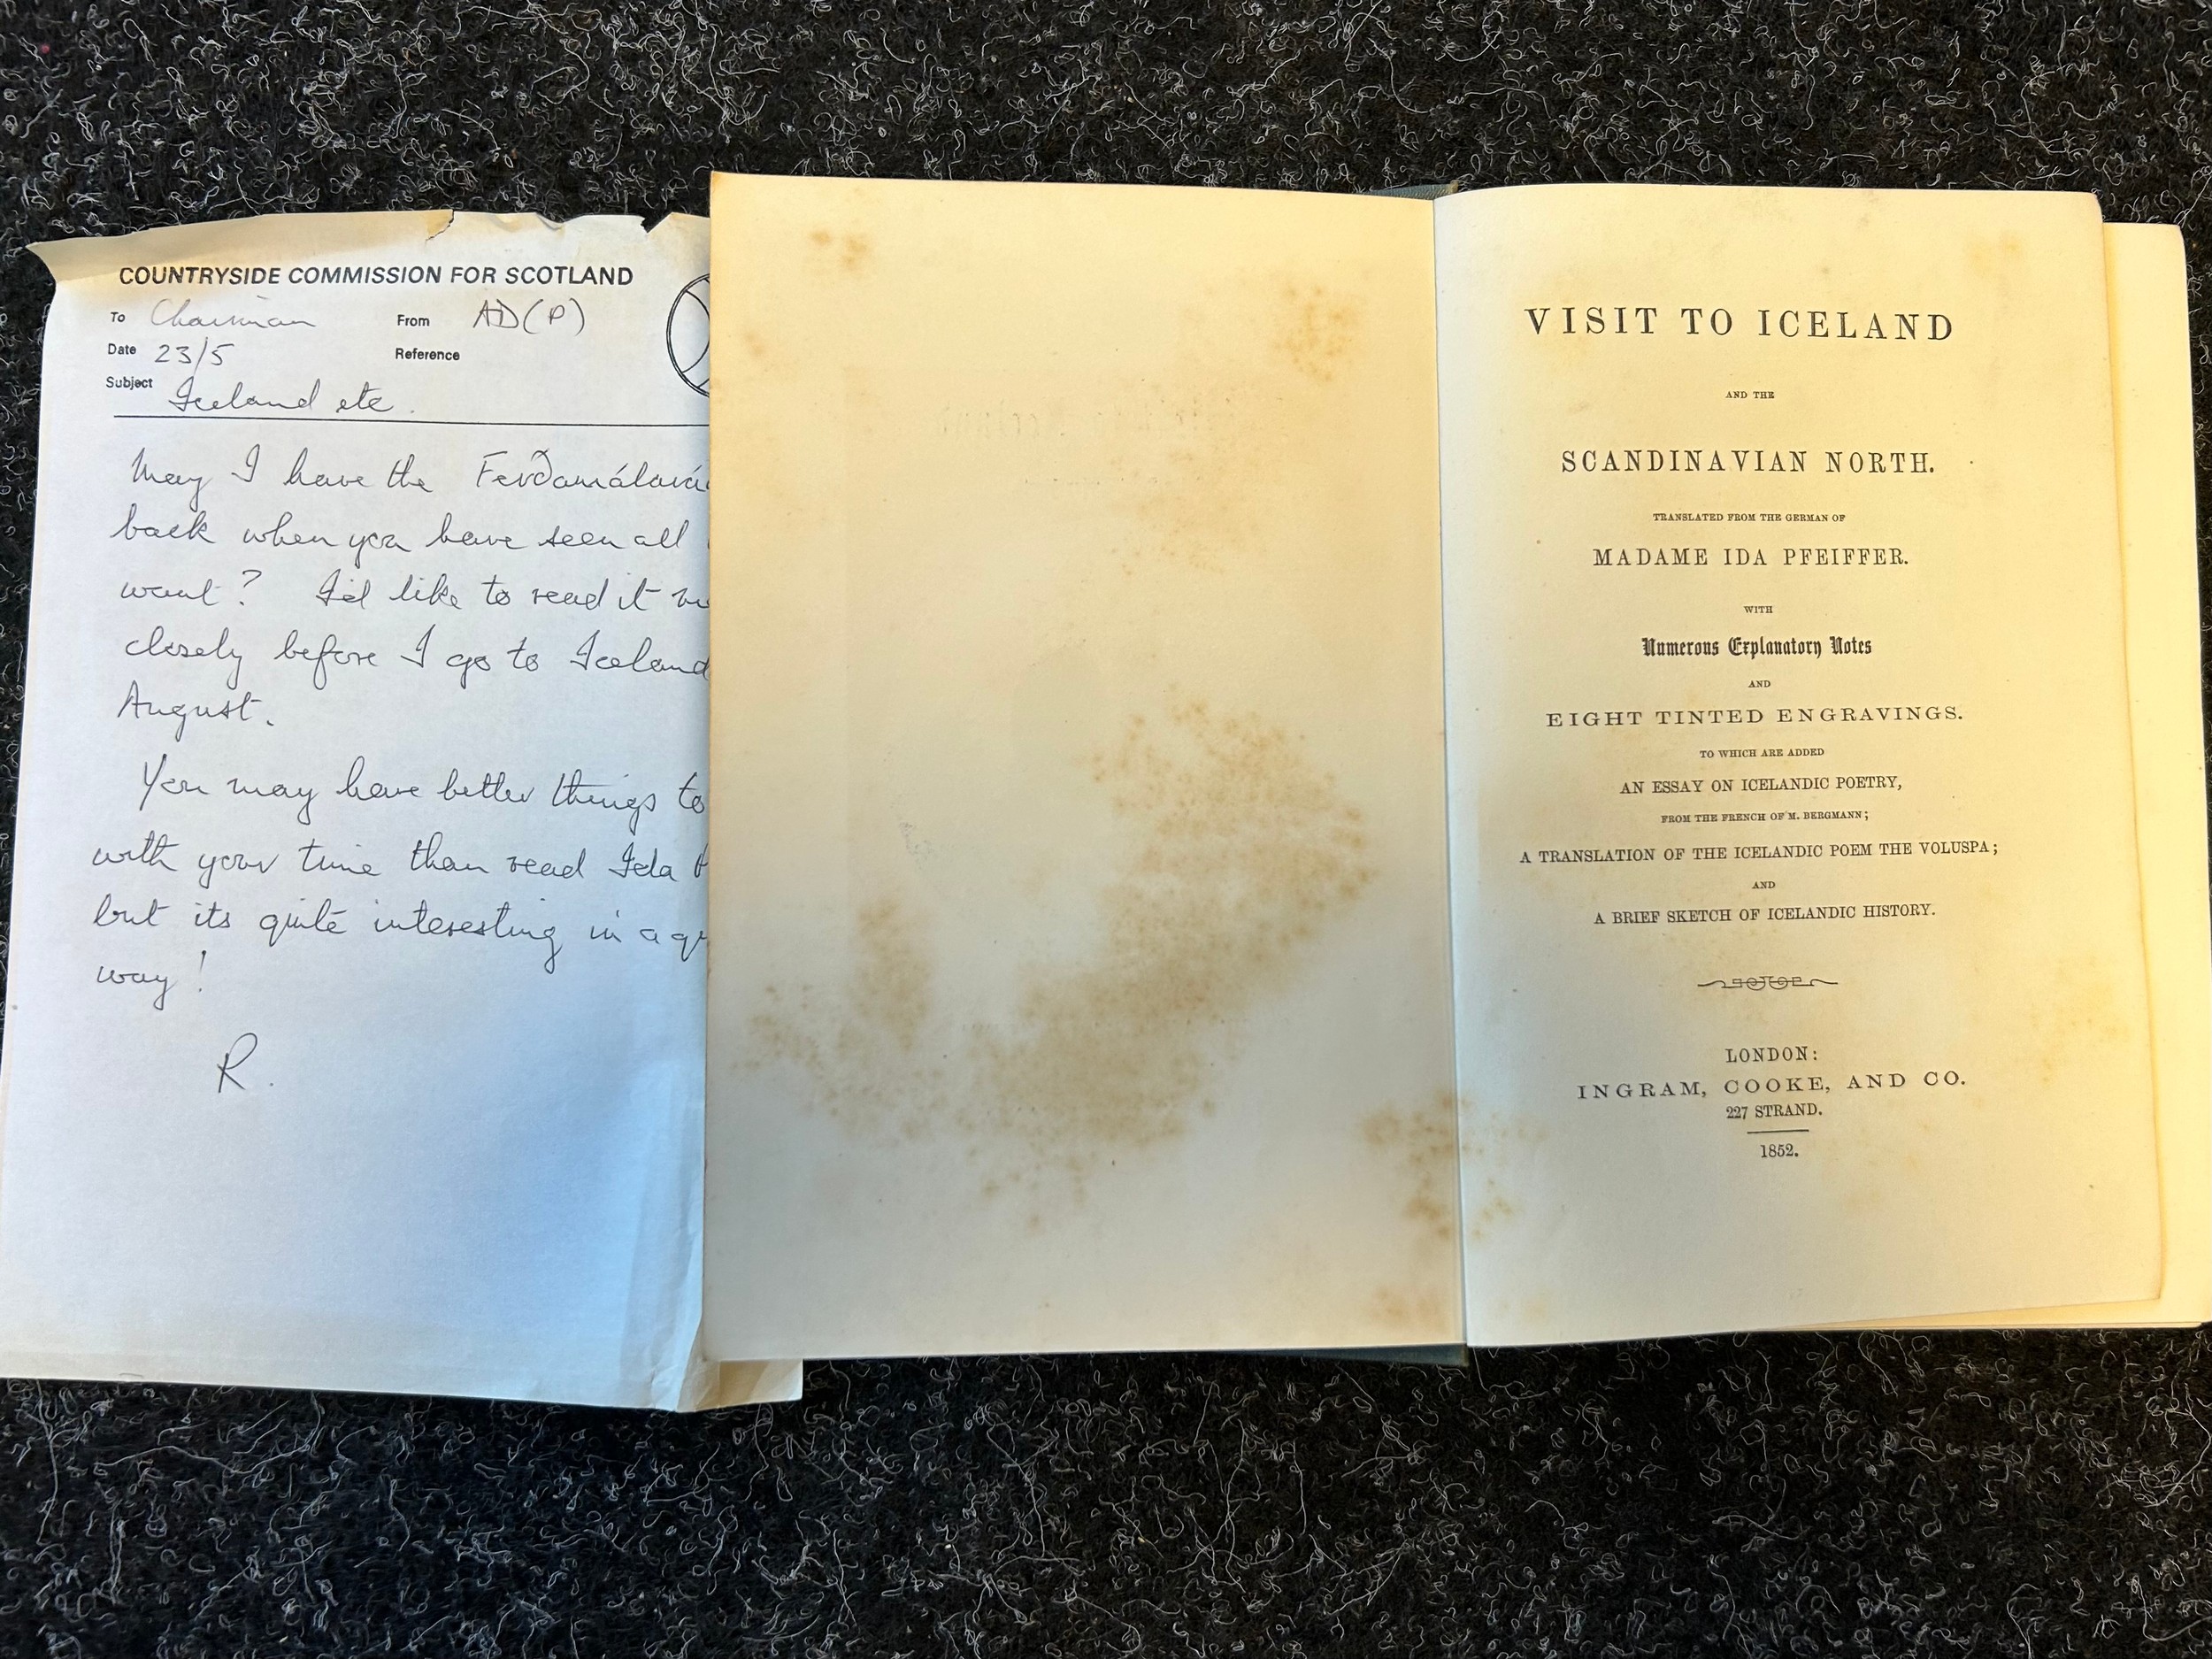 COUNTRYSIDE COMMISSION FOR SCOTLAND
To Chairman From AD(P)
Date 23/5 Reference
Subject Iceland etc.
May I have the
back when you have seen all
want? I'd like to read it
closely before I go to Iceland
August.
You may have better things to
with your time than read Ida
but its quite interesting in a
way!
R.
VISIT TO ICELAND
AND THE
SCANDINAVIAN NORTH.
TRANSLATED FROM THE GERMAN OF
MADAME IDA PFEIFFER.
WITH
Numerous Explanatory Notes
AND
EIGHT TINTED ENGRAVINGS.
TO WHICH ARE ADDED
AN ESSAY ON ICELANDIC POETRY,
FROM THE FRENCH OF M. BERGMANN;
A TRANSLATION OF THE ICELANDIC POEM THE VOLUSPA;
AND
A BRIEF SKETCH OF ICELANDIC HISTORY.
LONDON:
INGRAM, COOKE, AND CO.
227 STRAND.
1852.